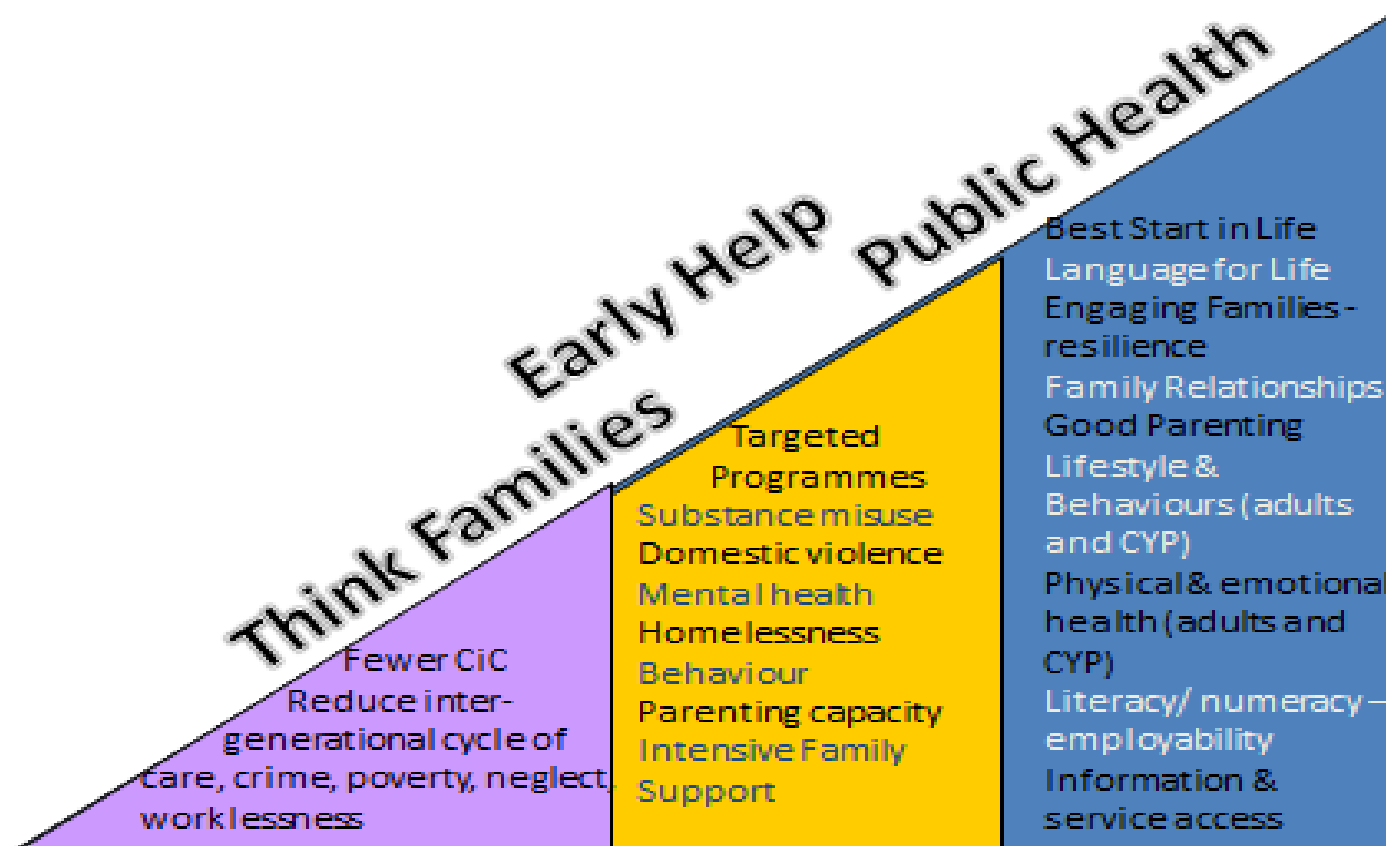 Public Health
Early Help
Think Families
Fewer CiC
Reduce inter-
generational cycle of
care, crime, poverty, neglect,
worklessness
Targeted
Programmes
Substance misuse
Domestic violence
Mental health
Homelessness
Behaviour
Parenting capacity
Intensive Family
Support
Best Start in Life
Language for Life
Engaging Families -
resilience
Family Relationships
Good Parenting
Lifestyle &
Behaviours (adults
and CYP)
Physical & emotional
health (adults and
CYP)
Literacy/ numeracy –
employability
Information &
service access